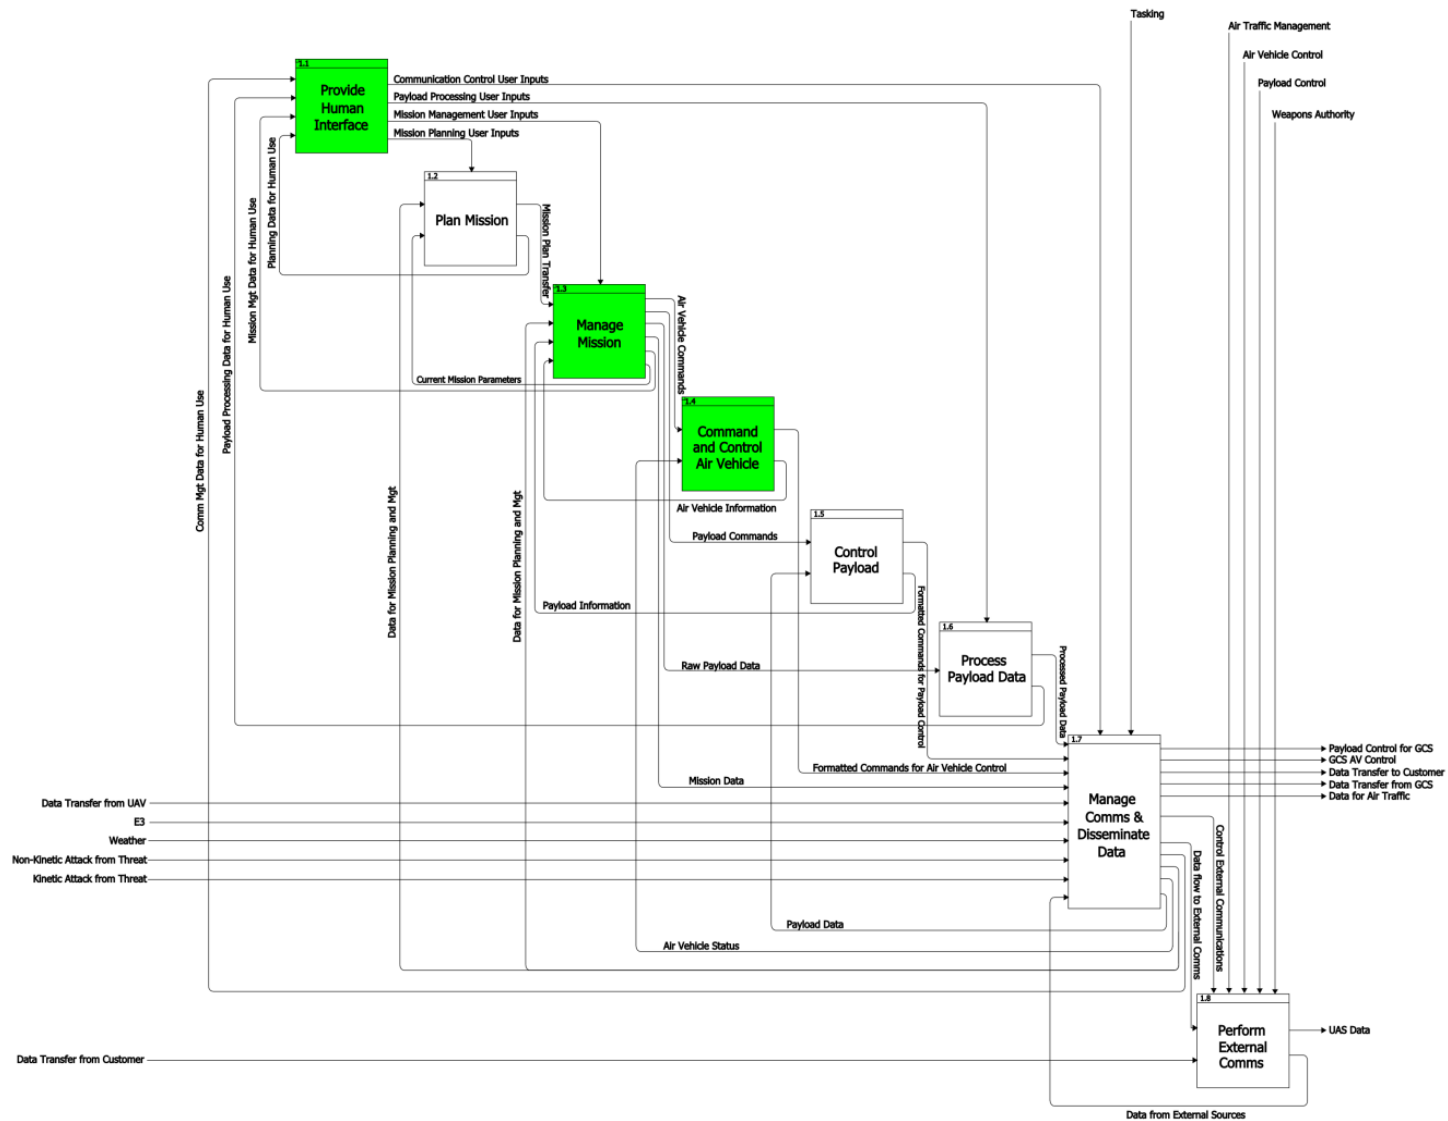 Tasking
Air Traffic Management
Air Vehicle Control
Payload Control
Weapons Authority
1.1
Provide
Human
Interface
Communication Control User Inputs
Payload Processing User Inputs
Mission Management User Inputs
Mission Planning User Inputs
1.2
Plan Mission
Planning Data for Human Use
Mission Mgt Data for Human Use
Payload Processing Data for Human Use
Comm Mgt Data for Human Use
Mission Plan Transfer
1.3
Manage
Mission
Air Vehicle Commands
Current Mission Parameters
1.4
Command
and Control
Air Vehicle
Air Vehicle Information
Data for Mission Planning and Mgt
Data for Mission Planning and Mgt
1.5
Control
Payload
Payload Commands
Payload Information
Formatted Commands for Payload Control
1.6
Process
Payload Data
Raw Payload Data
Processed Payload Data
1.7
Manage
Comms &
Disseminate
Data
Formatted Commands for Air Vehicle Control
Mission Data
Payload Control for GCS
GCS AV Control
Data Transfer to Customer
Data Transfer from GCS
Data for Air Traffic
Data Transfer from UAV
E3
Weather
Non-Kinetic Attack from Threat
Kinetic Attack from Threat
Control External Communications
Data flow to External Comms
Payload Data
Air Vehicle Status
1.8
Perform
External
Comms
UAS Data
Data Transfer from Customer
Data from External Sources